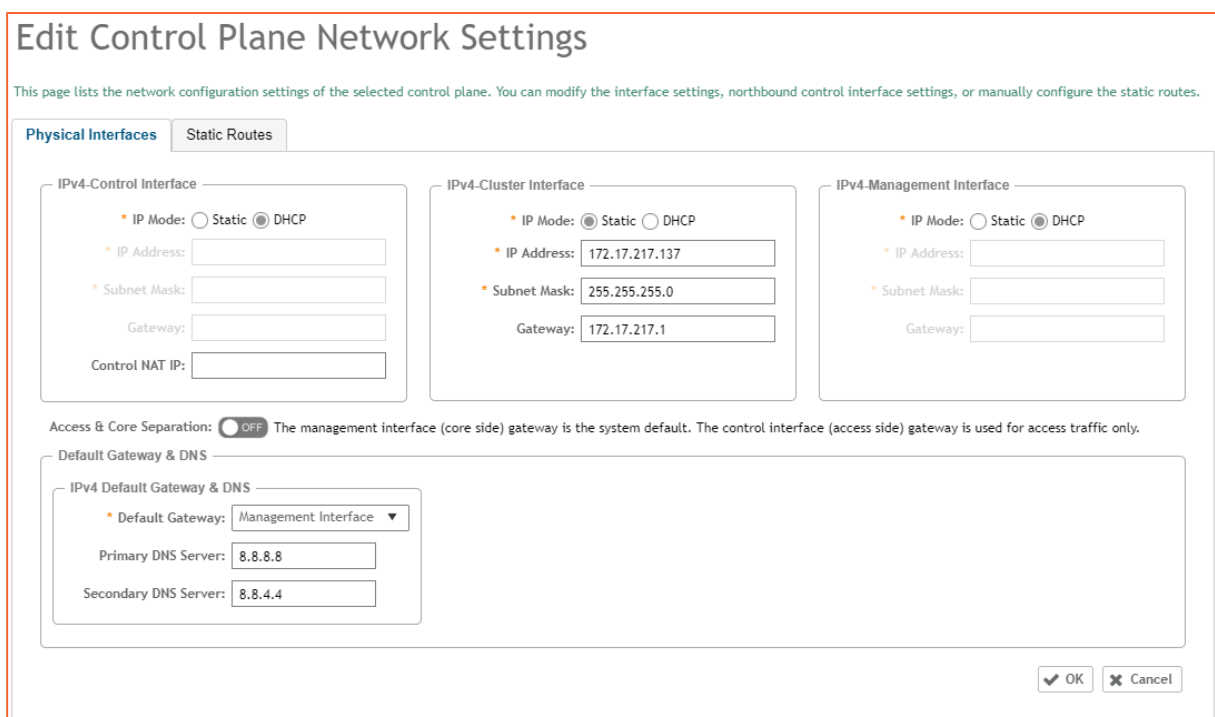 Edit Control Plane Network Settings
This page lists the network configuration settings of the selected control plane. You can modify the interface settings, northbound control interface settings, or manually configure the static routes.
Physical Interfaces
Static Routes
IPv4-Control Interface
* IP Mode: Static DHCP
* IP Address:
* Subnet Mask:
Gateway:
Control NAT IP:
IPv4-Cluster Interface
* IP Mode: Static DHCP
* IP Address: 172.17.217.137
* Subnet Mask: 255.255.255.0
Gateway: 172.17.217.1
IPv4-Management Interface
* IP Mode: Static DHCP
* IP Address:
* Subnet Mask:
Gateway:
Access & Core Separation: OFF The management interface (core side) gateway is the system default. The control interface (access side) gateway is used for access traffic only.
Default Gateway & DNS
IPv4 Default Gateway & DNS
* Default Gateway: Management Interface ▼
Primary DNS Server: 8.8.8.8
Secondary DNS Server: 8.8.4.4
OK
Cancel